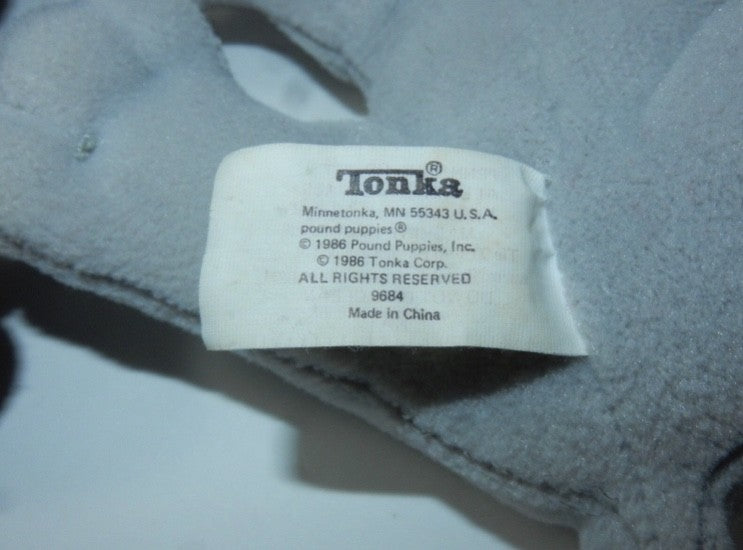 Tonka®
Minnetonka, MN 55343 U.S.A.
pound puppies®
© 1986 Pound Puppies, Inc.
© 1986 Tonka Corp.
ALL RIGHTS RESERVED
9684
Made in China